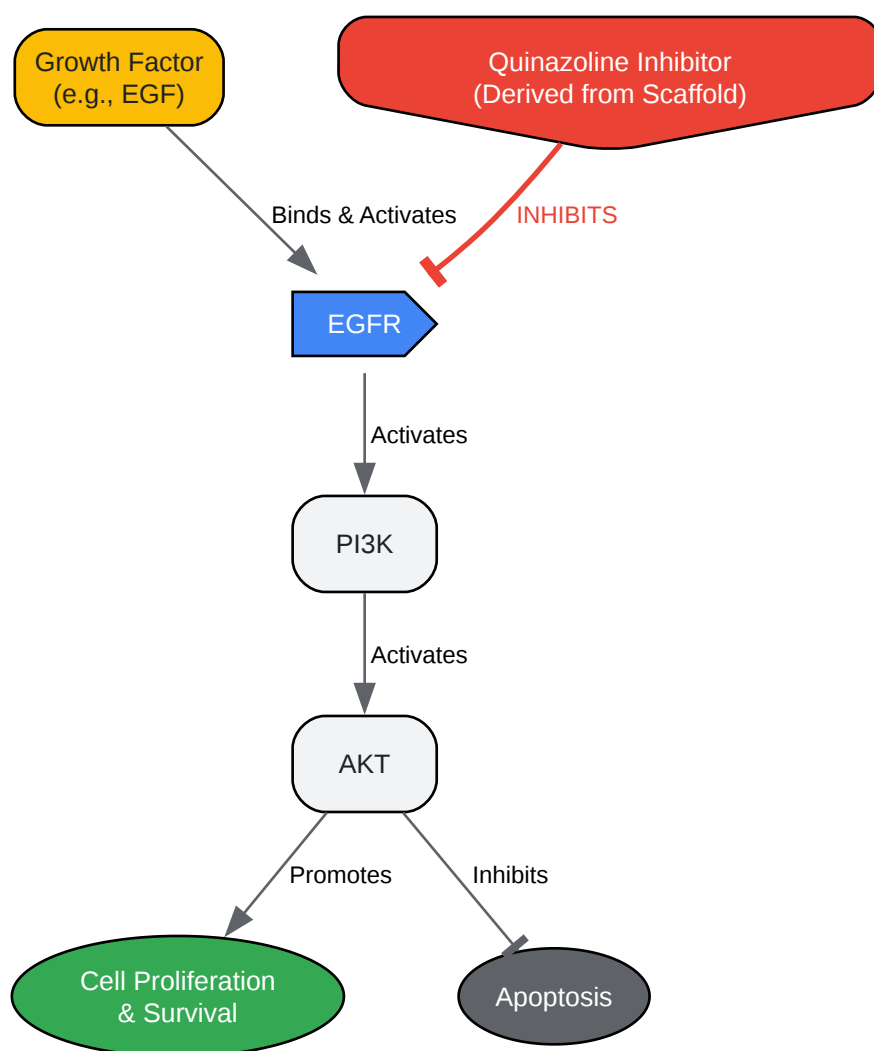 Growth Factor
(e.g., EGF)
Quinazoline Inhibitor
(Derived from Scaffold)
Binds & Activates
INHIBITS
EGFR
Activates
PI3K
Activates
AKT
Promotes
Inhibits
Cell Proliferation
& Survival
Apoptosis